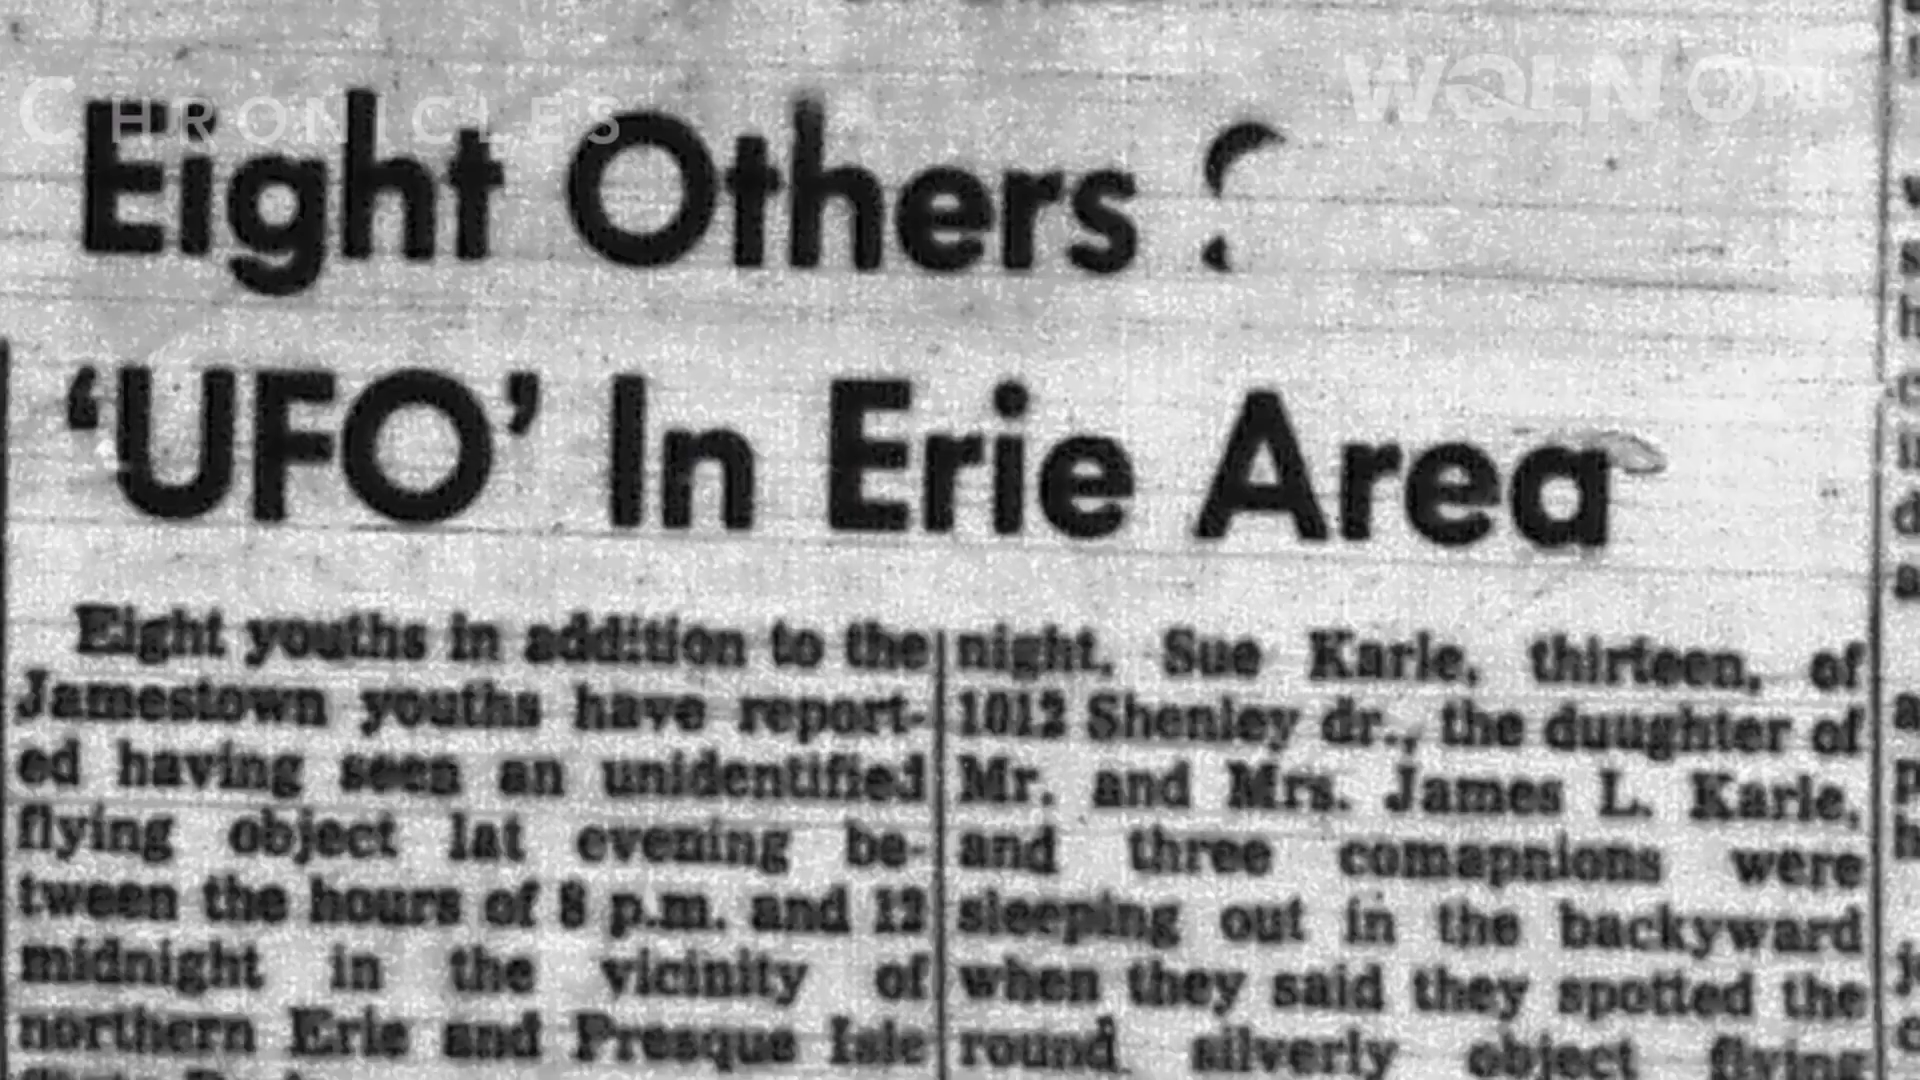 CHRONICLES
WQLN PBS
Eight Others
'UFO' In Erie Area
Eight youths in addition to the
Jamestown youths have report-
ed having seen an unidentified
flying object lat evening be-
tween the hours of 8 p.m. and 12
midnight in the vicinity of
northern Erie and Presque Isle
night. Sue Karle, thirteen, of
1012 Shenley dr., the duughter of
Mr. and Mrs. James L. Karle,
and three comapnions were
sleeping out in the backyward
when they said they spotted the
round silverly object flying